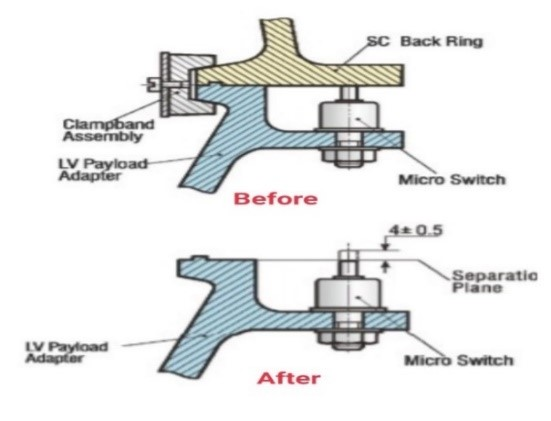 SC Back Ring
Clampband
Assembly
LV Payload
Adapter
Micro Switch
Before
4± 0.5
Separatio
Plane
LV Payload
Adapter
Micro Switch
After